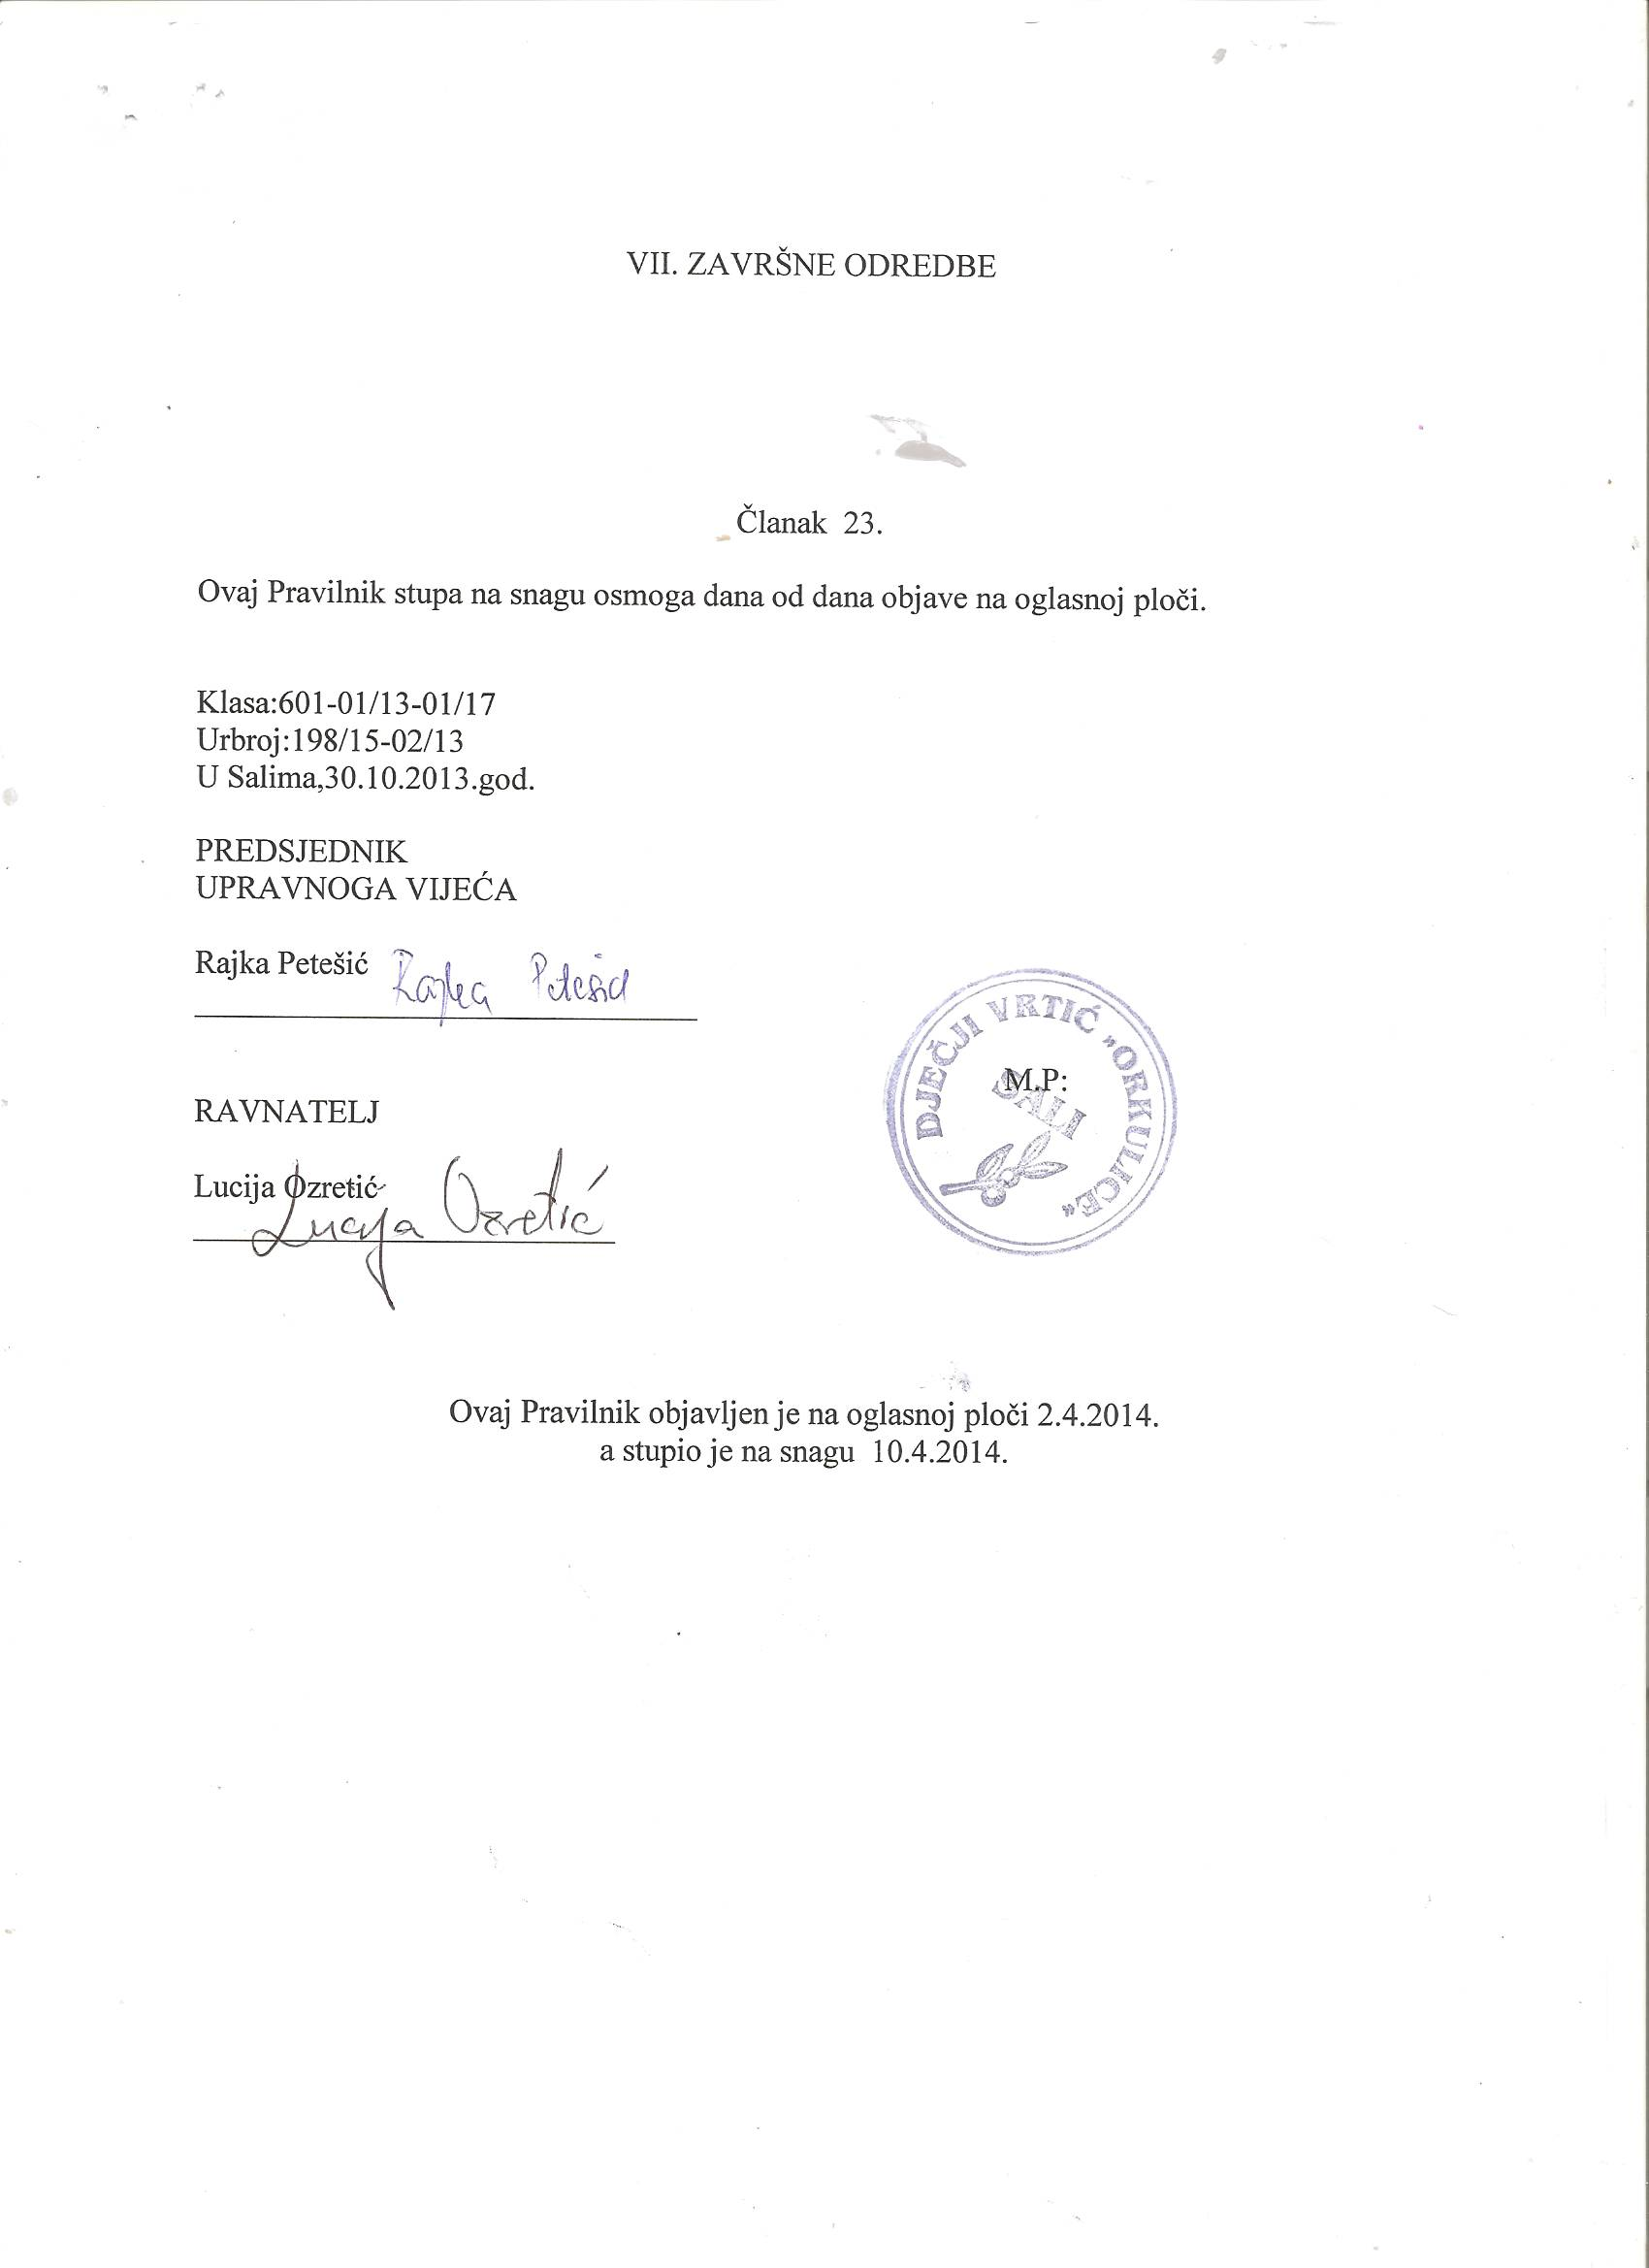 VII. ZAVRŠNE ODREDBE
Članak 23.
Ovaj Pravilnik stupa na snagu osmoga dana od dana objave na oglasnoj ploči.
Klasa:601-01/13-01/17
Urbroj:198/15-02/13
U Salima,30.10.2013.god.
PREDSJEDNIK
UPRAVNOGA VIJEĆA
Rajka Petešić Rajka Petešić
DJEČJI VRTIĆ „ORKULICE“
SALI
M.P:
RAVNATELJ
Lucija Ozretić
Lucija Ozretić
Ovaj Pravilnik objavljen je na oglasnoj ploči 2.4.2014.
a stupio je na snagu 10.4.2014.